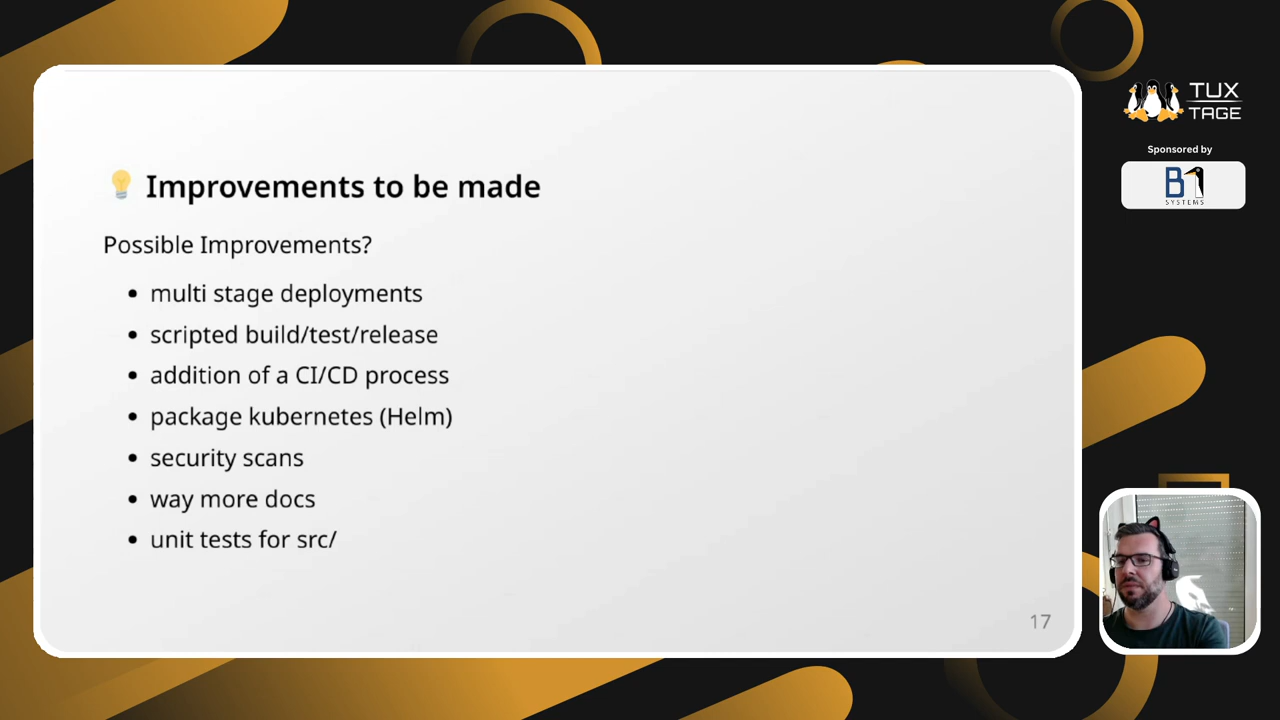 💡 Improvements to be made
Possible Improvements?
• multi stage deployments
• scripted build/test/release
• addition of a CI/CD process
• package kubernetes (Helm)
• security scans
• way more docs
• unit tests for src/
17
TUX
TAGE
Sponsored by
B1
SYSTEMS